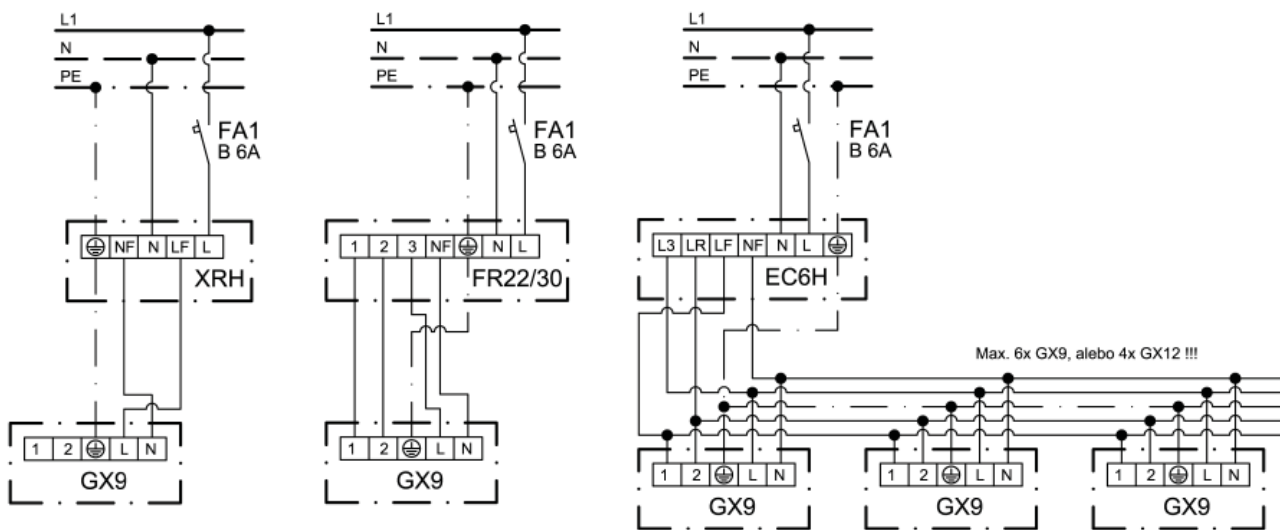 L1
N
PE
FA1
B 6A
⏚ NF N LF L
XRH
1 2 ⏚ L N
GX9
L1
N
PE
FA1
B 6A
1 2 3 NF ⏚ N L
FR22/30
1 2 ⏚ L N
GX9
L1
N
PE
FA1
B 6A
L3 LR LF NF N L ⏚
EC6H
Max. 6x GX9, alebo 4x GX12 !!!
1 2 ⏚ L N
GX9
1 2 ⏚ L N
GX9
1 2 ⏚ L N
GX9